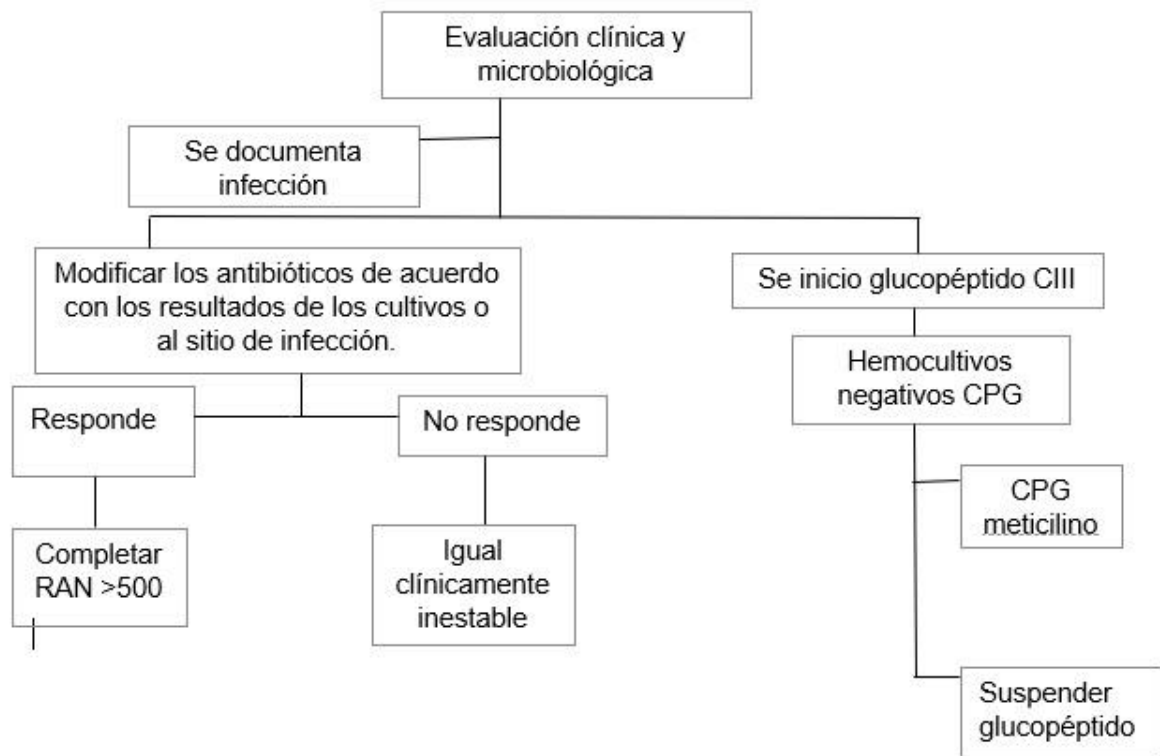 Evaluación clínica y
microbiológica
Se documenta
infección
Modificar los antibióticos de acuerdo
con los resultados de los cultivos o
al sitio de infección.
Se inicio glucopéptido CIII
Hemocultivos
negativos CPG
Responde
No responde
CPG
meticilino
Completar
RAN >500
Igual
clínicamente
inestable
Suspender
glucopéptido